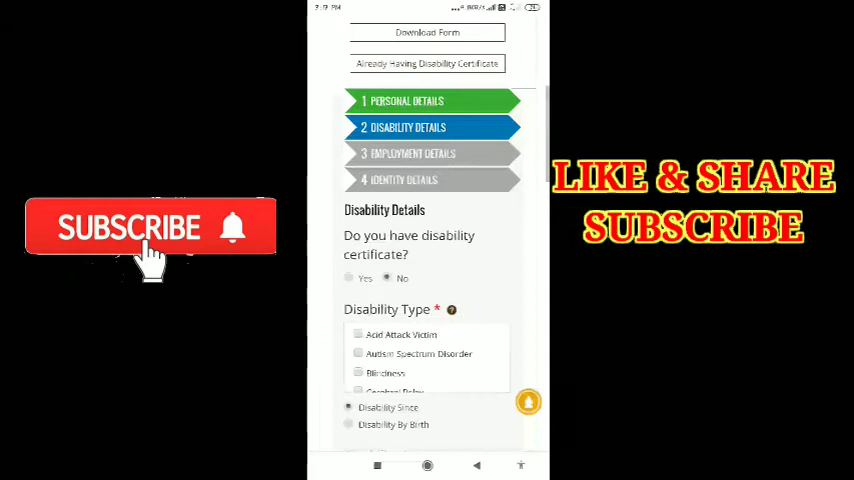 Download Form
Already Having Disability Certificate
1 PERSONAL DETAILS
2 DISABILITY DETAILS
3 EMPLOYMENT DETAILS
4 IDENTITY DETAILS
Disability Details
Do you have disability
certificate?
Yes No
Disability Type * ?
Acid Attack Victim
Autism Spectrum Disorder
Blindness
Cerebral Palsy
Disability Since
Disability By Birth
SUBSCRIBE
LIKE & SHARE
SUBSCRIBE